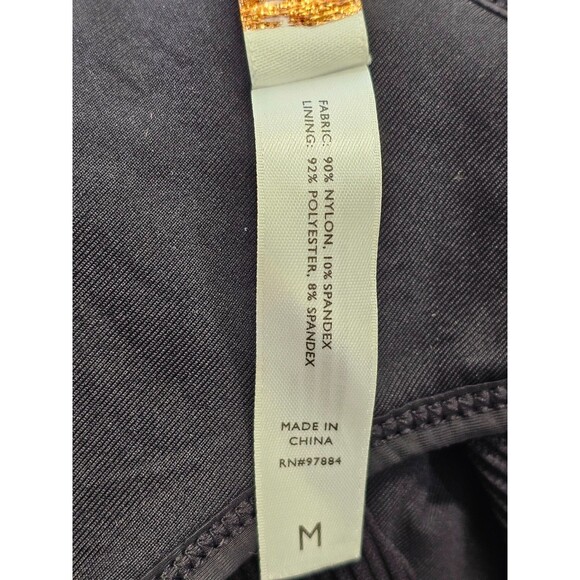 FABRIC: 90% NYLON, 10% SPANDEX
LINING: 92% POLYESTER, 8% SPANDEX
MADE IN
CHINA
RN#97884
M